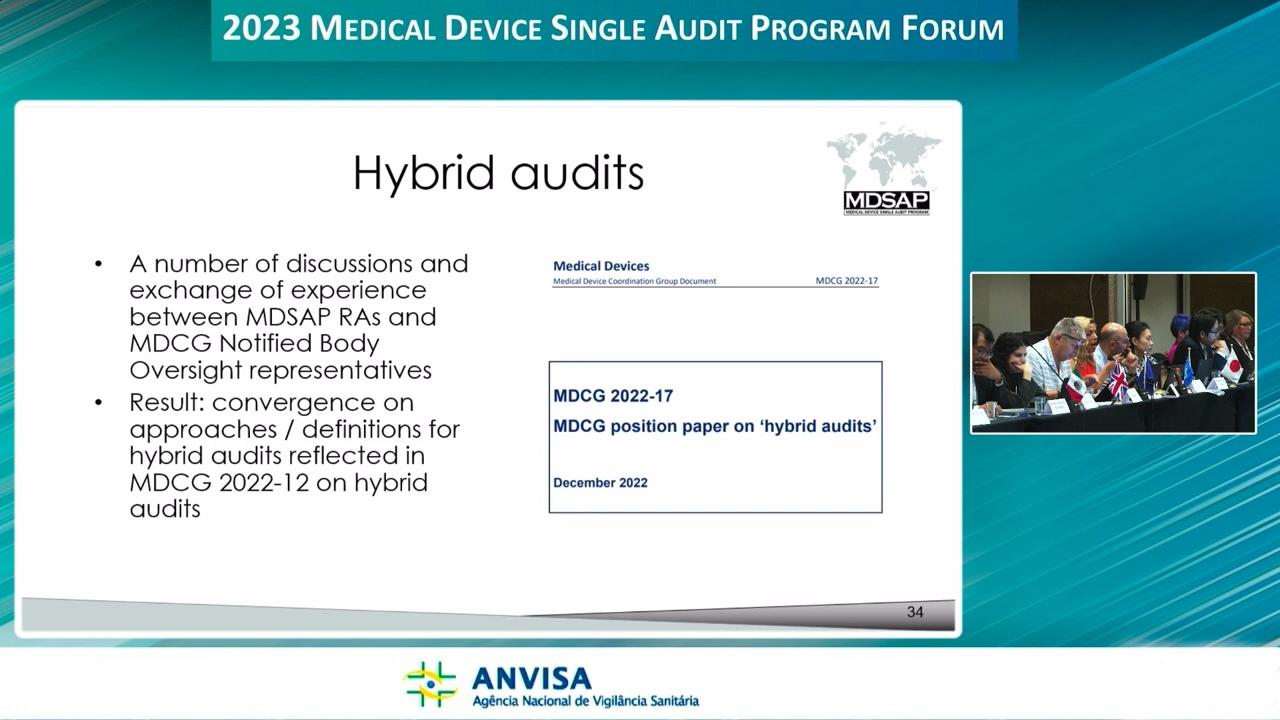 2023 MEDICAL DEVICE SINGLE AUDIT PROGRAM FORUM
Hybrid audits
MDSAP
MEDICAL DEVICE SINGLE AUDIT PROGRAM
• A number of discussions and
exchange of experience
between MDSAP RAs and
MDCG Notified Body
Oversight representatives
• Result: convergence on
approaches / definitions for
hybrid audits reflected in
MDCG 2022-12 on hybrid
audits
Medical Devices
Medical Device Coordination Group Document MDCG 2022-17
MDCG 2022-17
MDCG position paper on ‘hybrid audits’
December 2022
34
ANVISA
Agência Nacional de Vigilância Sanitária